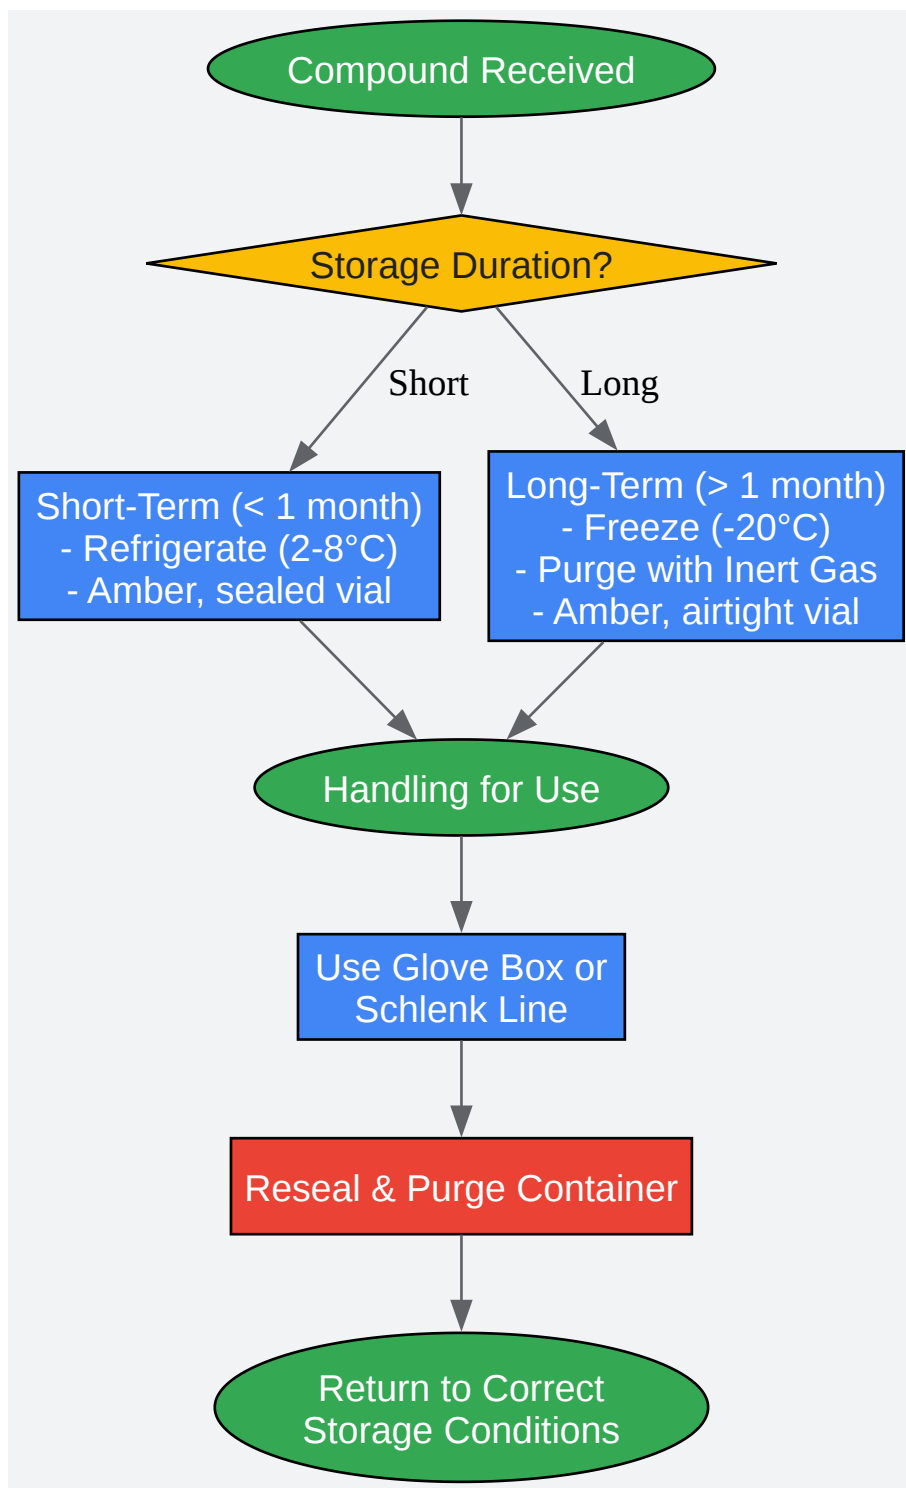 Compound Received
Storage Duration?
Short
Long
Short-Term (< 1 month)
- Refrigerate (2-8°C)
- Amber, sealed vial
Long-Term (> 1 month)
- Freeze (-20°C)
- Purge with Inert Gas
- Amber, airtight vial
Handling for Use
Use Glove Box or
Schlenk Line
Reseal & Purge Container
Return to Correct
Storage Conditions